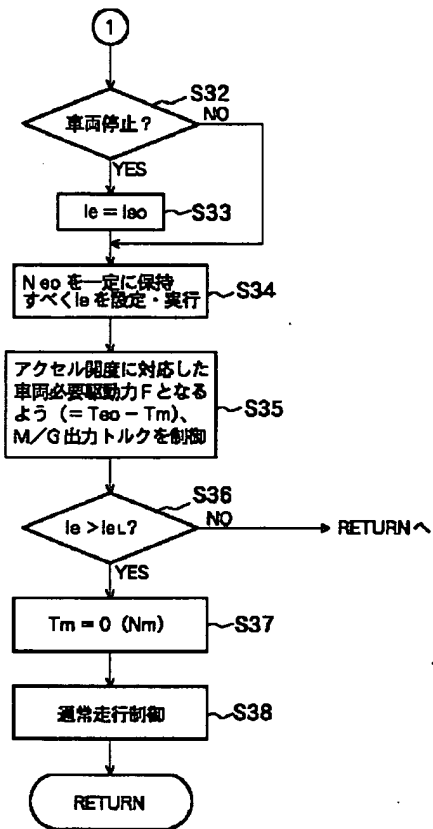 1
車両停止?
S32
NO
YES
Ie = Ieo
S33
Neoを一定に保持
すべくIeを設定・実行
S34
アクセル開度に対応した
車両必要駆動力Fとなる
よう(=Teo-Tm)、
M/G出力トルクを制御
S35
Ie>IeL?
S36
NO
RETURNへ
YES
Tm=0 (Nm)
S37
通常走行制御
S38
RETURN